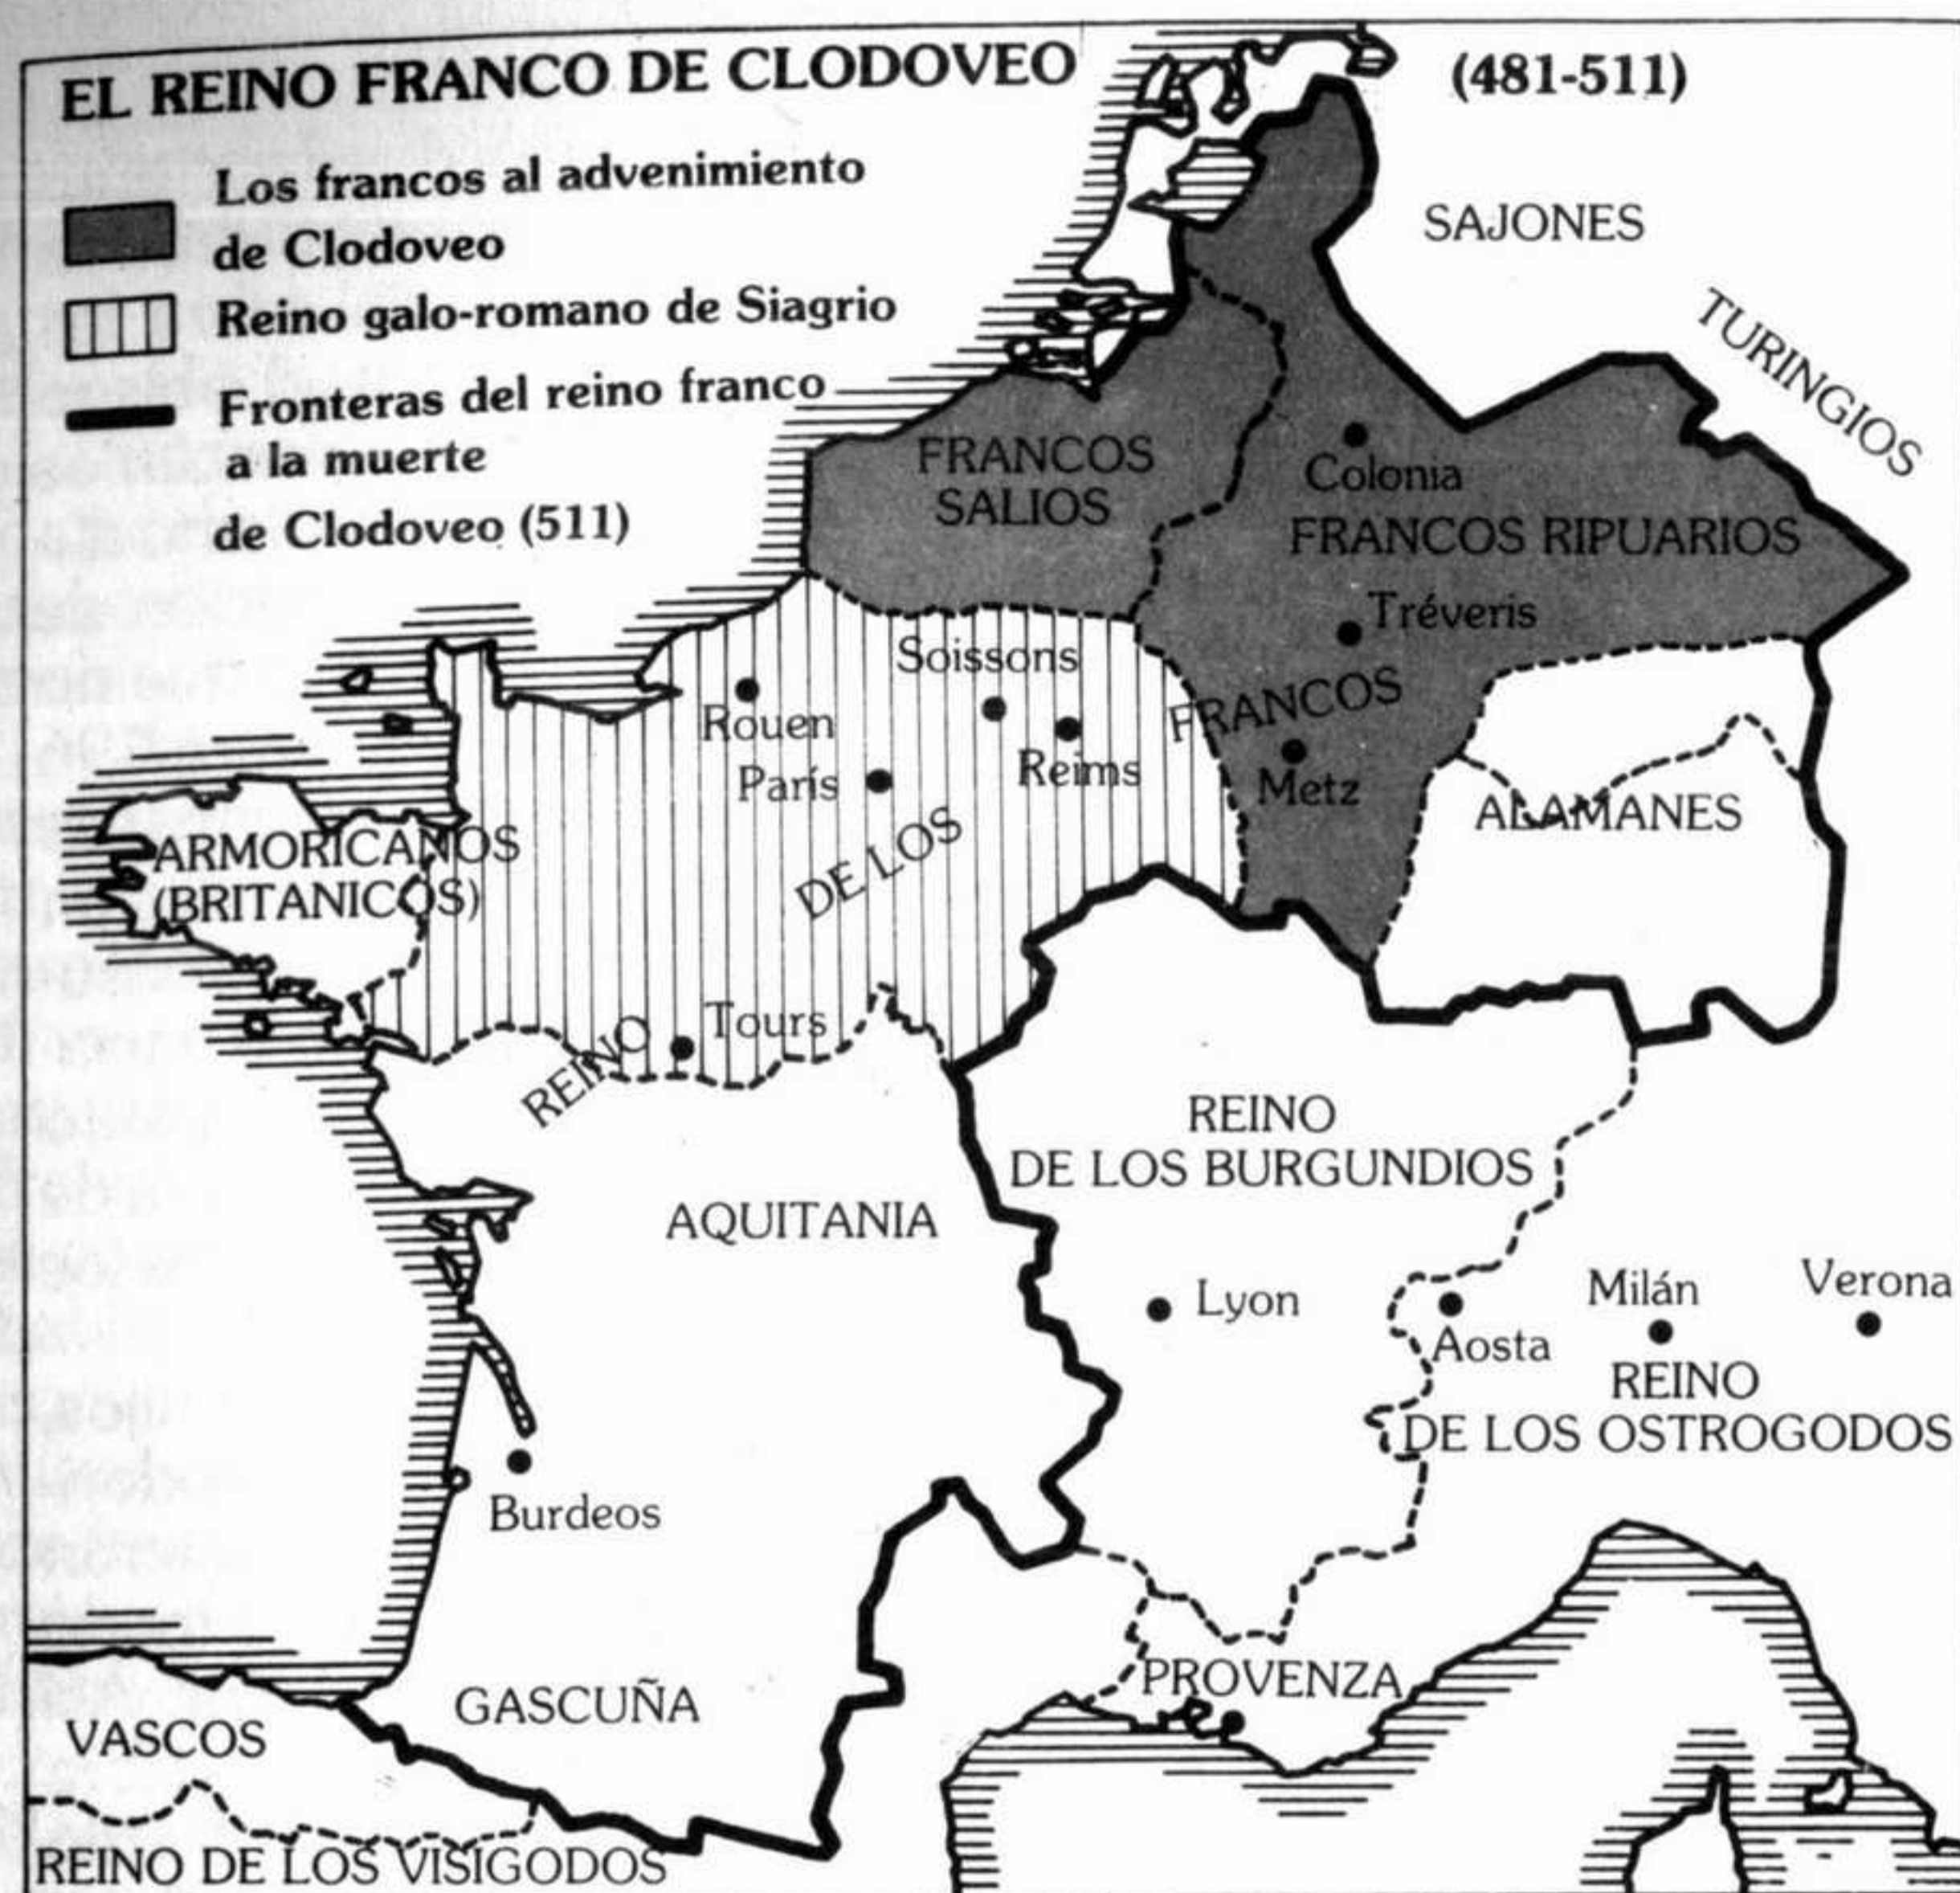 EL REINO FRANCO DE CLODOVEO (481-511)
Los francos al advenimiento
de Clodoveo
Reino galo-romano de Siagrio
Fronteras del reino franco
a la muerte
de Clodoveo (511)
SAJONES
TURINGIOS
FRANCOS
SALIOS
Colonia
FRANCOS RIPUARIOS
Tréveris
Soissons
Rouen
París
Reims
Metz
REINO DE LOS FRANCOS
ALAMANES
ARMORICANOS
(BRITANICOS)
Tours
REINO
DE LOS BURGUNDIOS
AQUITANIA
Lyon
Aosta
Milán
Verona
REINO
DE LOS OSTROGODOS
Burdeos
PROVENZA
GASCUÑA
VASCOS
REINO DE LOS VISIGODOS